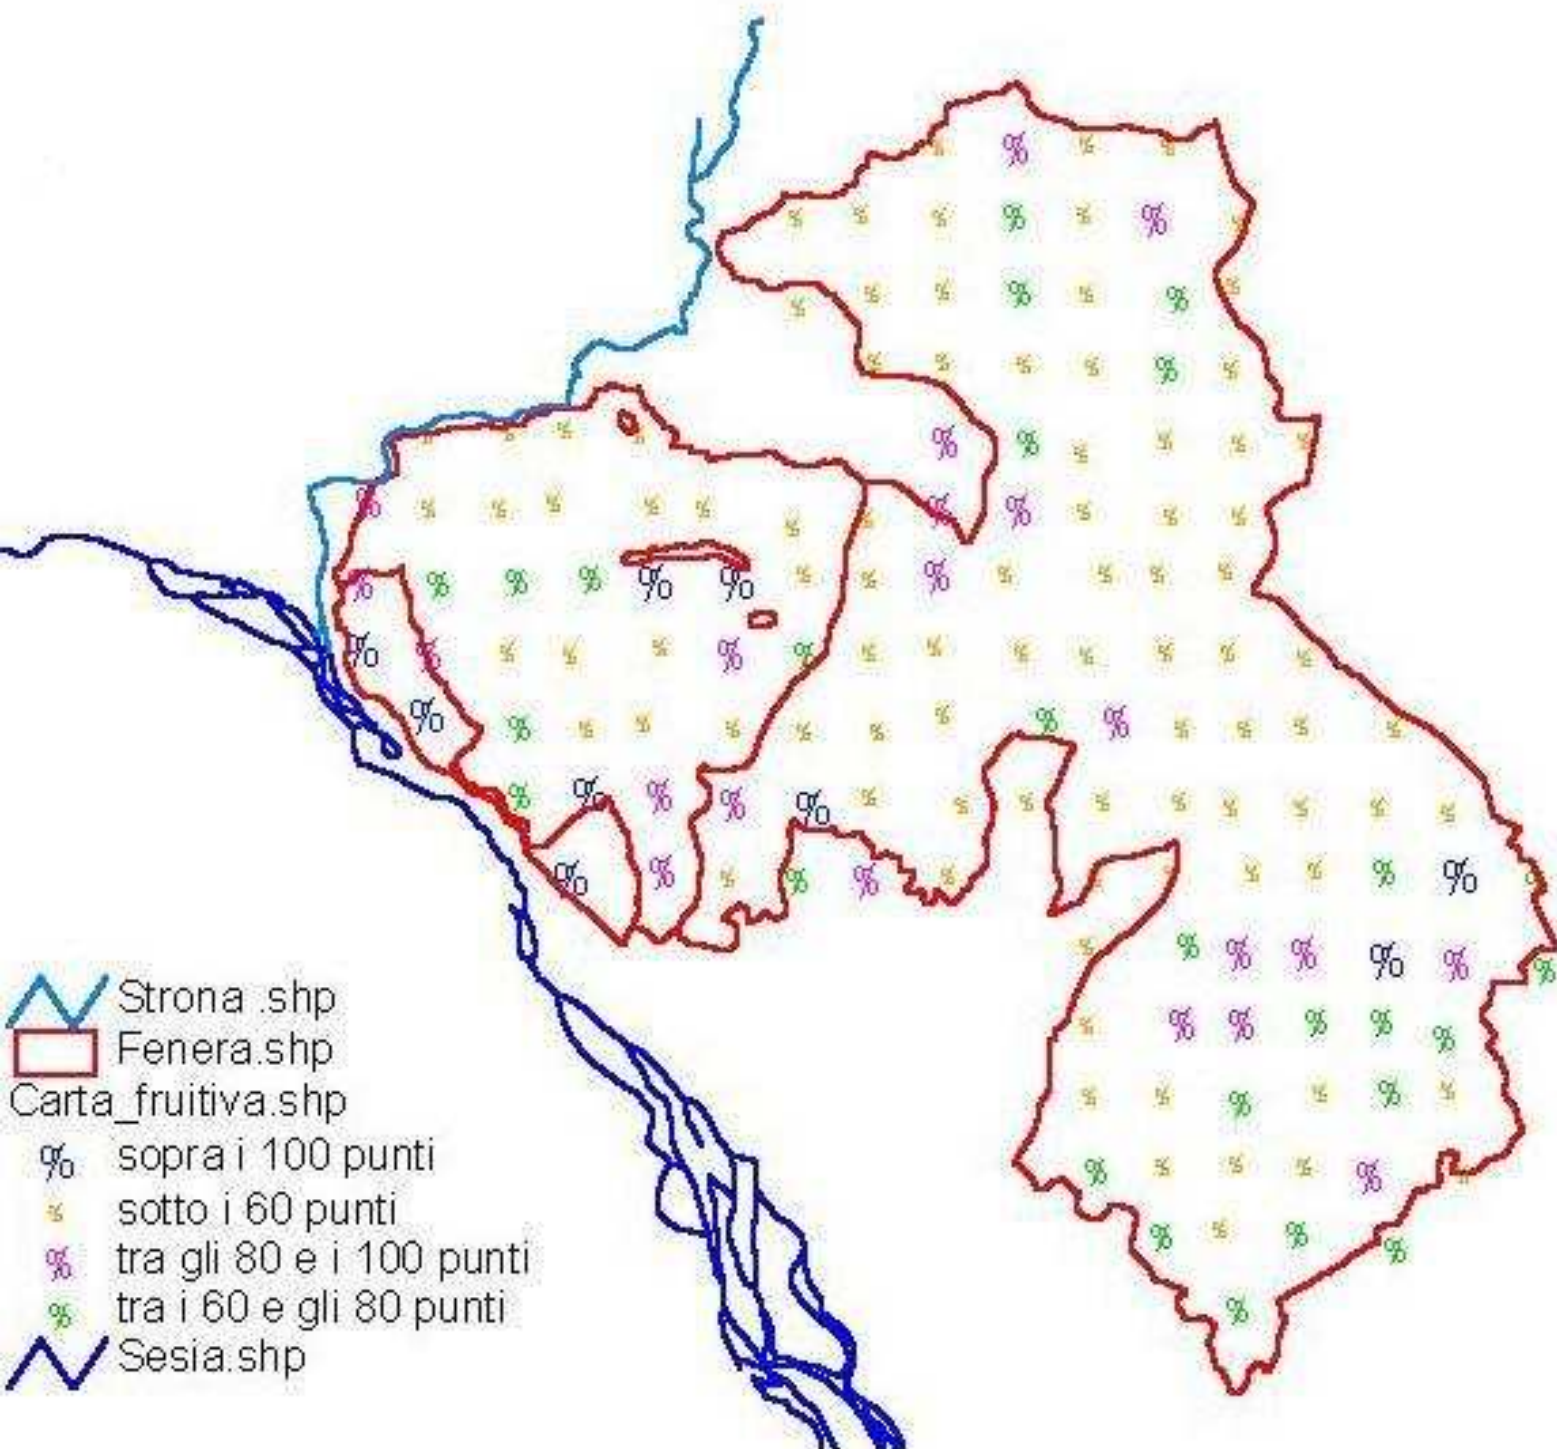 Strona .shp
Fenera.shp
Carta_fruitiva.shp
% sopra i 100 punti
% sotto i 60 punti
% tra gli 80 e i 100 punti
% tra i 60 e gli 80 punti
Sesia.shp